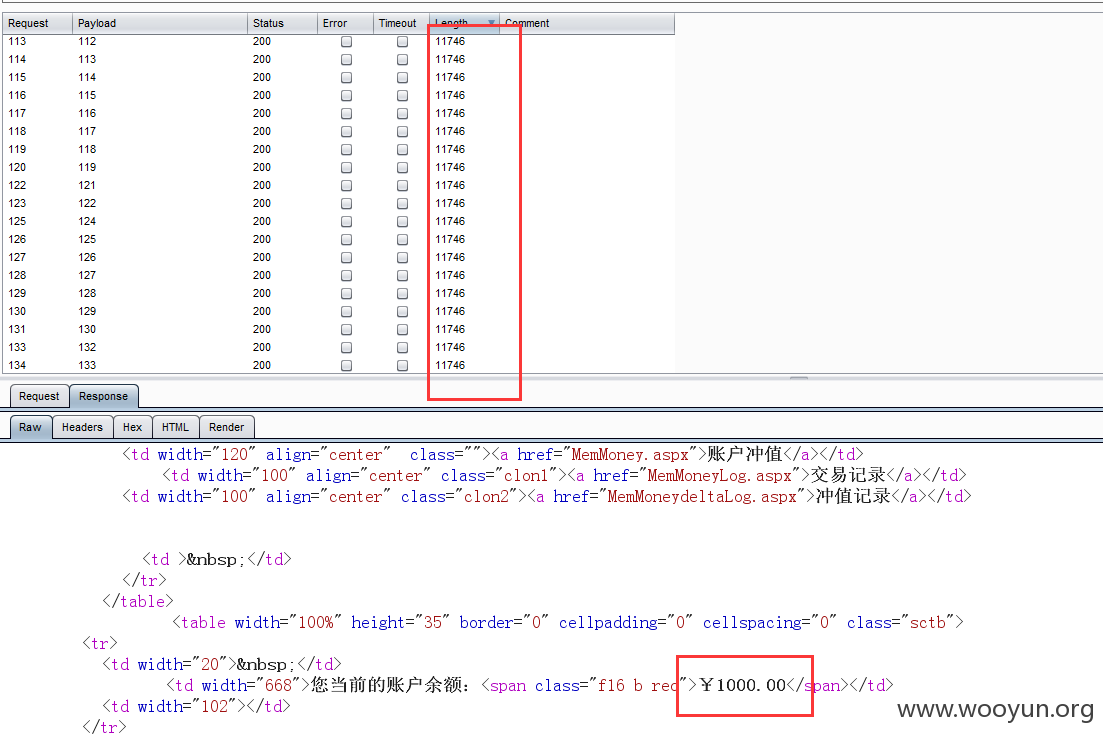 Request Payload Status Error Timeout Length Comment
113 112 200 11746
114 113 200 11746
115 114 200 11746
116 115 200 11746
117 116 200 11746
118 117 200 11746
119 118 200 11746
120 119 200 11746
122 121 200 11746
123 122 200 11746
125 124 200 11746
126 125 200 11746
127 126 200 11746
128 127 200 11746
129 128 200 11746
130 129 200 11746
131 130 200 11746
133 132 200 11746
134 133 200 11746
Request Response
Raw Headers Hex HTML Render
<td width="120" align="center"  class=""><a href="MemMoney.aspx">账户冲值</a></td>
<td width="100" align="center" class="clon1"><a href="MemMoneyLog.aspx">交易记录</a></td>
<td width="100" align="center" class="clon2"><a href="MemMoneydeltaLog.aspx">冲值记录</a></td>
<td >&nbsp;</td>
</tr>
</table>
<table width="100%" height="35" border="0" cellpadding="0" cellspacing="0" class="sctb">
<tr>
<td width="20">&nbsp;</td>
<td width="668">您当前的账户余额：<span class="f16 b red">￥1000.00</span></td>
<td width="102"></td>
</tr>
www.wooyun.org